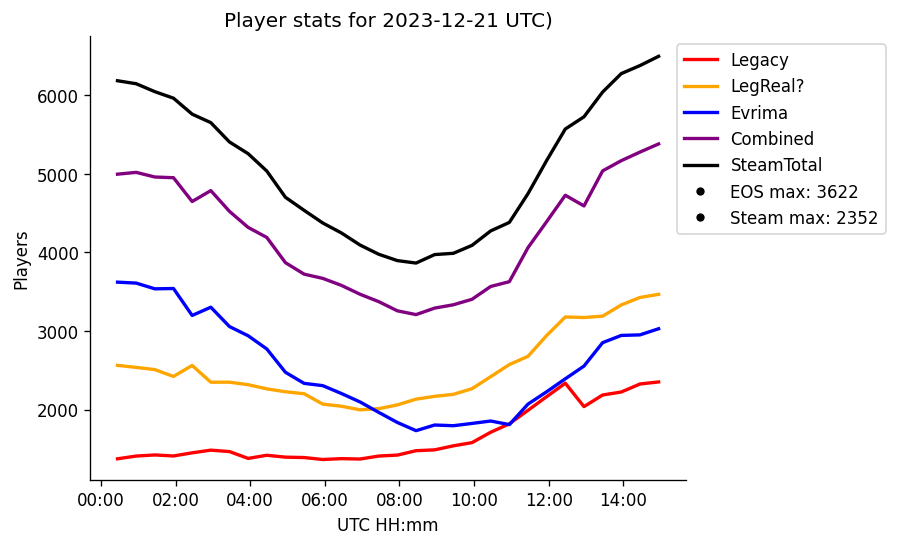 Player stats for 2023-12-21 UTC)
Legacy
LegReal?
Evrima
Combined
SteamTotal
EOS max: 3622
Steam max: 2352
Players
6000
5000
4000
3000
2000
00:00 02:00 04:00 06:00 08:00 10:00 12:00 14:00
UTC HH:mm